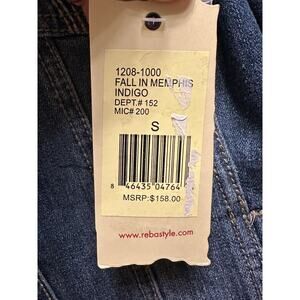 1208-1000
FALL IN MEMPHIS
INDIGO
DEPT.# 152
MIC# 200
S
8 46435 04764
MSRP:$158.00
www.rebastyle.com